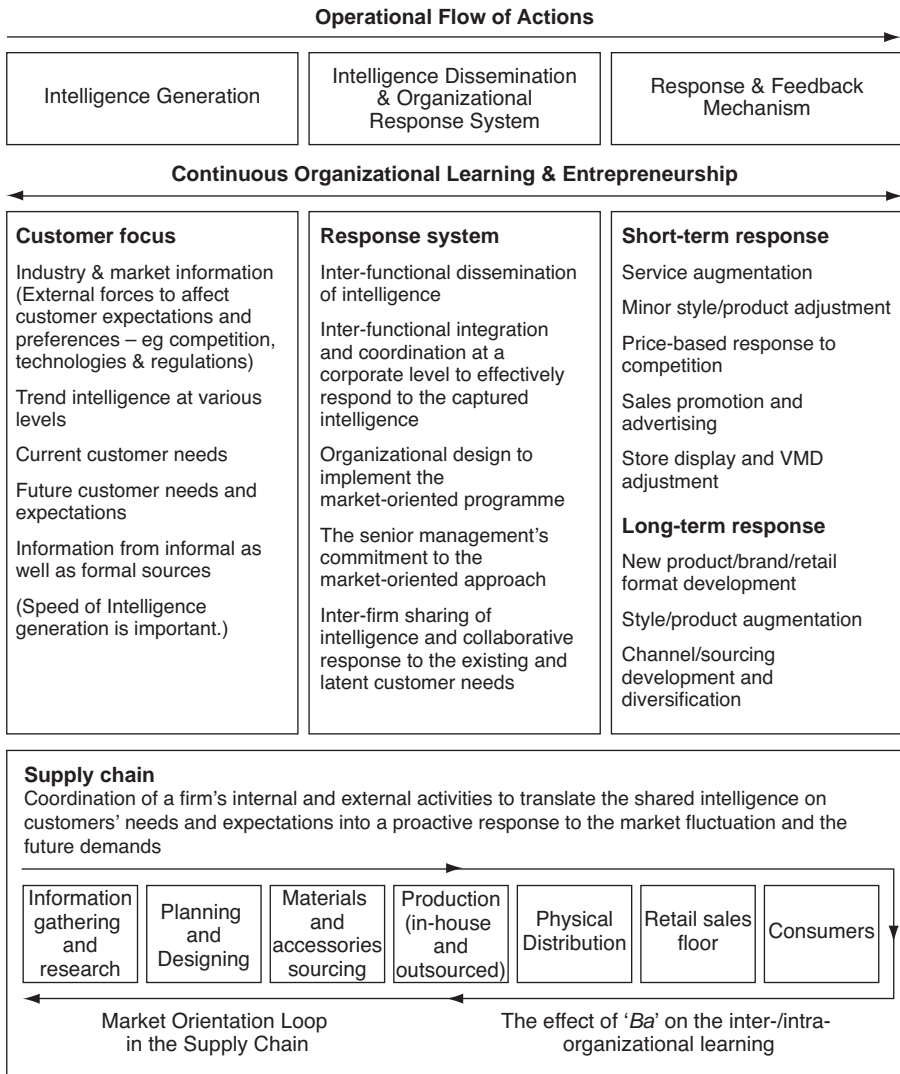 Operational Flow of Actions
Intelligence Generation
Intelligence Dissemination
& Organizational
Response System
Response & Feedback
Mechanism
Continuous Organizational Learning & Entrepreneurship
Customer focus
Industry & market information
(External forces to affect
customer expectations and
preferences – eg competition,
technologies & regulations)
Trend intelligence at various
levels
Current customer needs
Future customer needs and
expectations
Information from informal as
well as formal sources
(Speed of Intelligence
generation is important.)
Response system
Inter-functional dissemination
of intelligence
Inter-functional integration
and coordination at a
corporate level to effectively
respond to the captured
intelligence
Organizational design to
implement the
market-oriented programme
The senior management’s
commitment to the
market-oriented approach
Inter-firm sharing of
intelligence and collaborative
response to the existing and
latent customer needs
Short-term response
Service augmentation
Minor style/product adjustment
Price-based response to
competition
Sales promotion and
advertising
Store display and VMD
adjustment
Long-term response
New product/brand/retail
format development
Style/product augmentation
Channel/sourcing
development and
diversification
Supply chain
Coordination of a firm’s internal and external activities to translate the shared intelligence on
customers’ needs and expectations into a proactive response to the market fluctuation and the
future demands
Information
gathering
and
research
Planning
and
Designing
Materials
and
accessories
sourcing
Production
(in-house
and
outsourced)
Physical
Distribution
Retail sales
floor
Consumers
Market Orientation Loop
in the Supply Chain
The effect of ‘Ba’ on the inter-/intra-
organizational learning